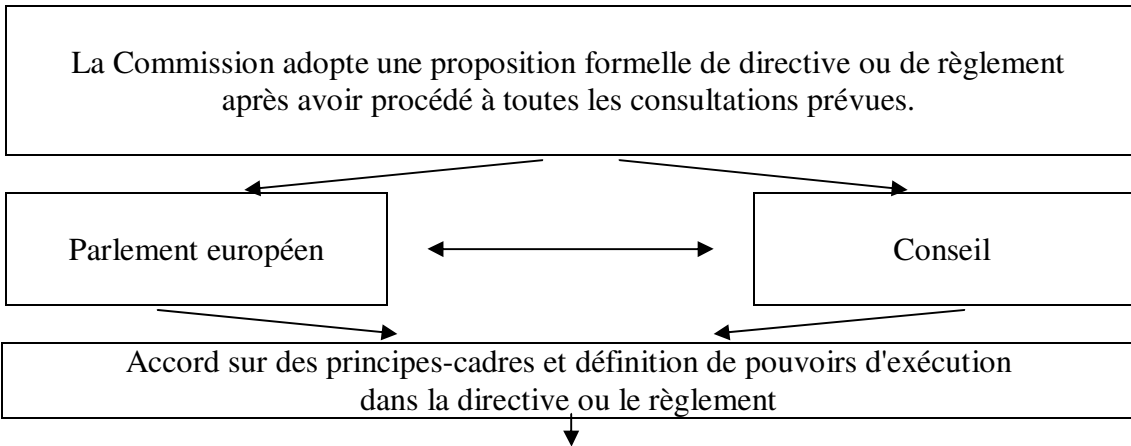 La Commission adopte une proposition formelle de directive ou de règlement
après avoir procédé à toutes les consultations prévues.
Parlement européen
Conseil
Accord sur des principes-cadres et définition de pouvoirs d'exécution
dans la directive ou le règlement